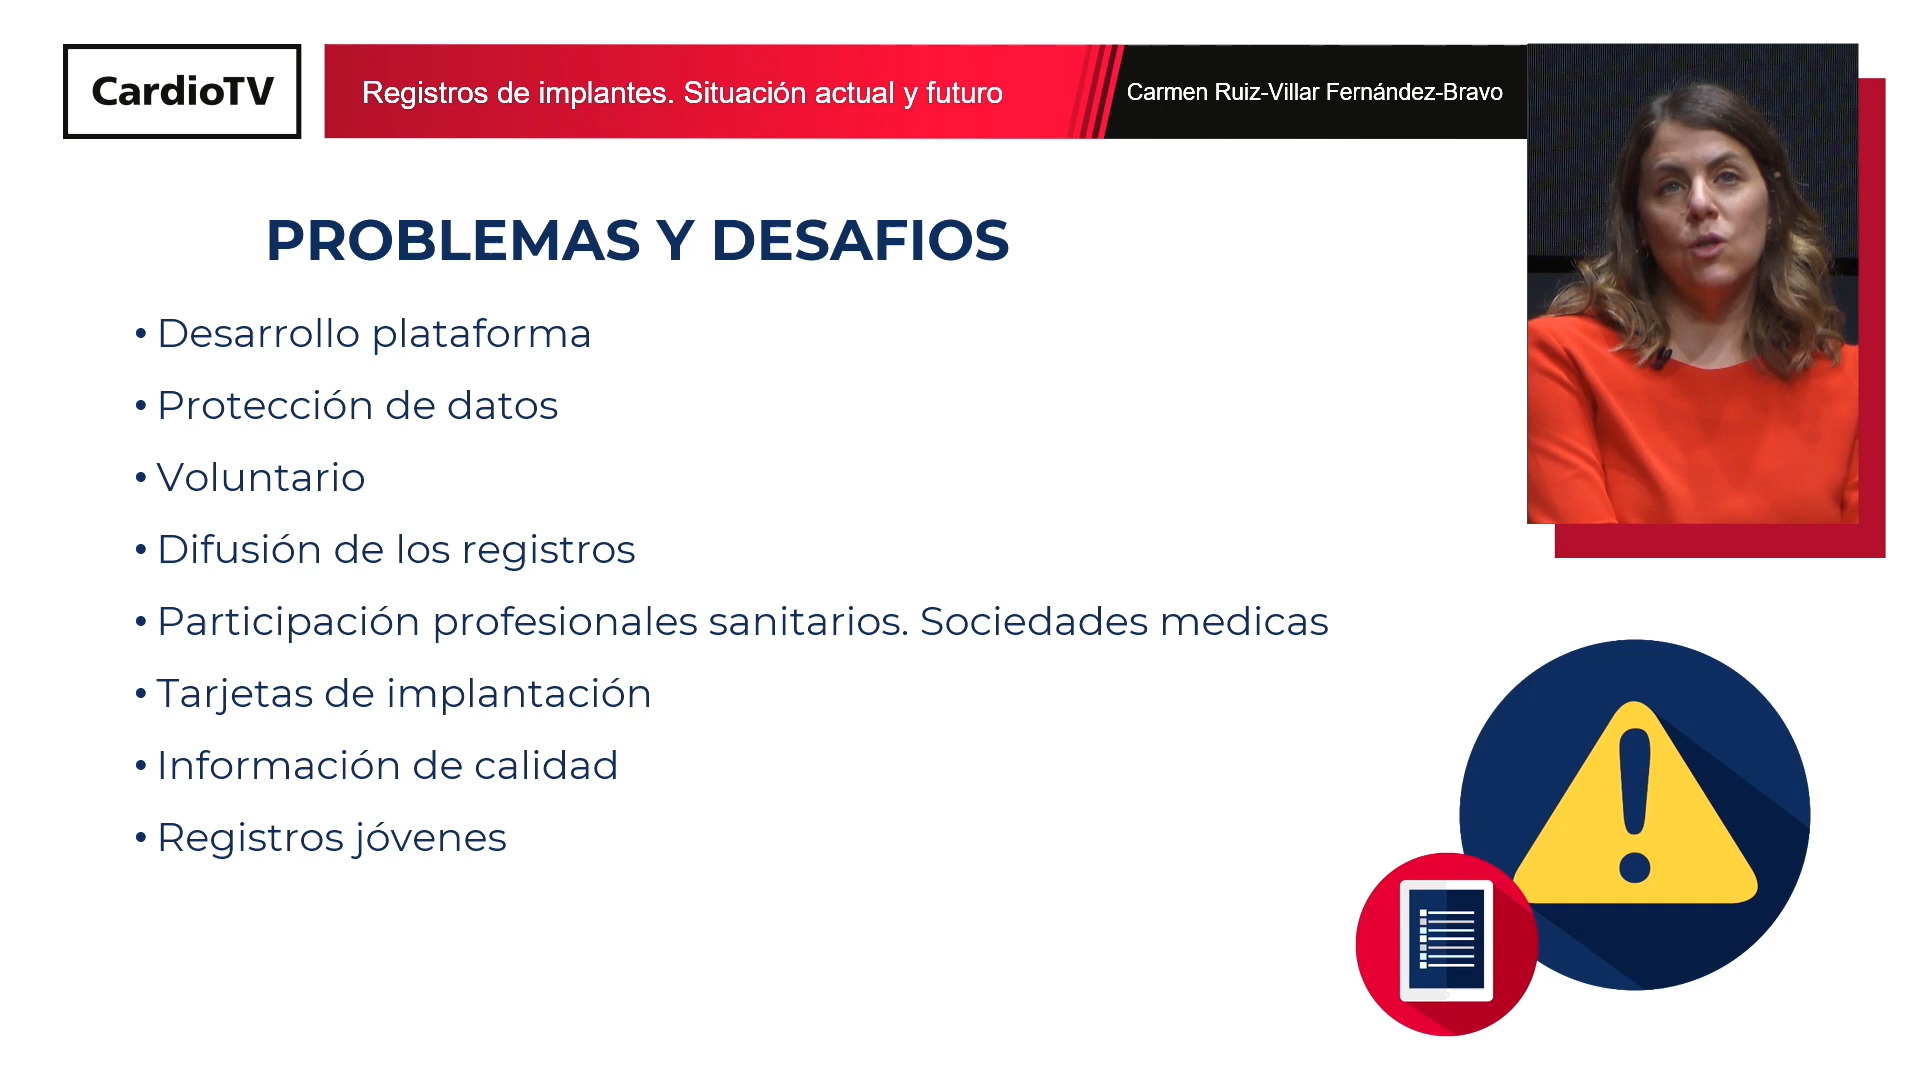 CardioTV
Registros de implantes. Situación actual y futuro
Carmen Ruiz-Villar Fernández-Bravo
PROBLEMAS Y DESAFIOS
• Desarrollo plataforma
• Protección de datos
• Voluntario
• Difusión de los registros
• Participación profesionales sanitarios. Sociedades medicas
• Tarjetas de implantación
• Información de calidad
• Registros jóvenes